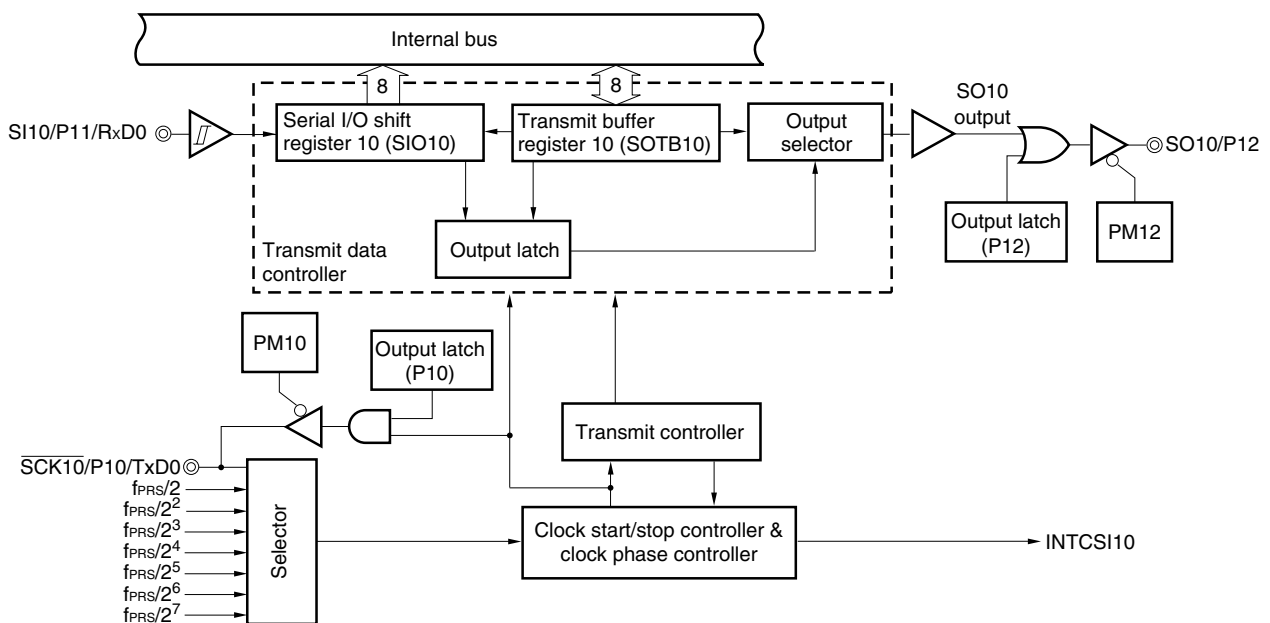 Internal bus
8
8
SI10/P11/RxD0
Serial I/O shift
register 10 (SIO10)
Transmit buffer
register 10 (SOTB10)
Output
selector
SO10
output
SO10/P12
Output latch
(P12)
PM12
Output latch
Transmit data
controller
PM10
Output latch
(P10)
Transmit controller
SCK10/P10/TxD0
fPRS/2
fPRS/2²
fPRS/2³
fPRS/2⁴
fPRS/2⁵
fPRS/2⁶
fPRS/2⁷
Selector
Clock start/stop controller &
clock phase controller
INTCSI10